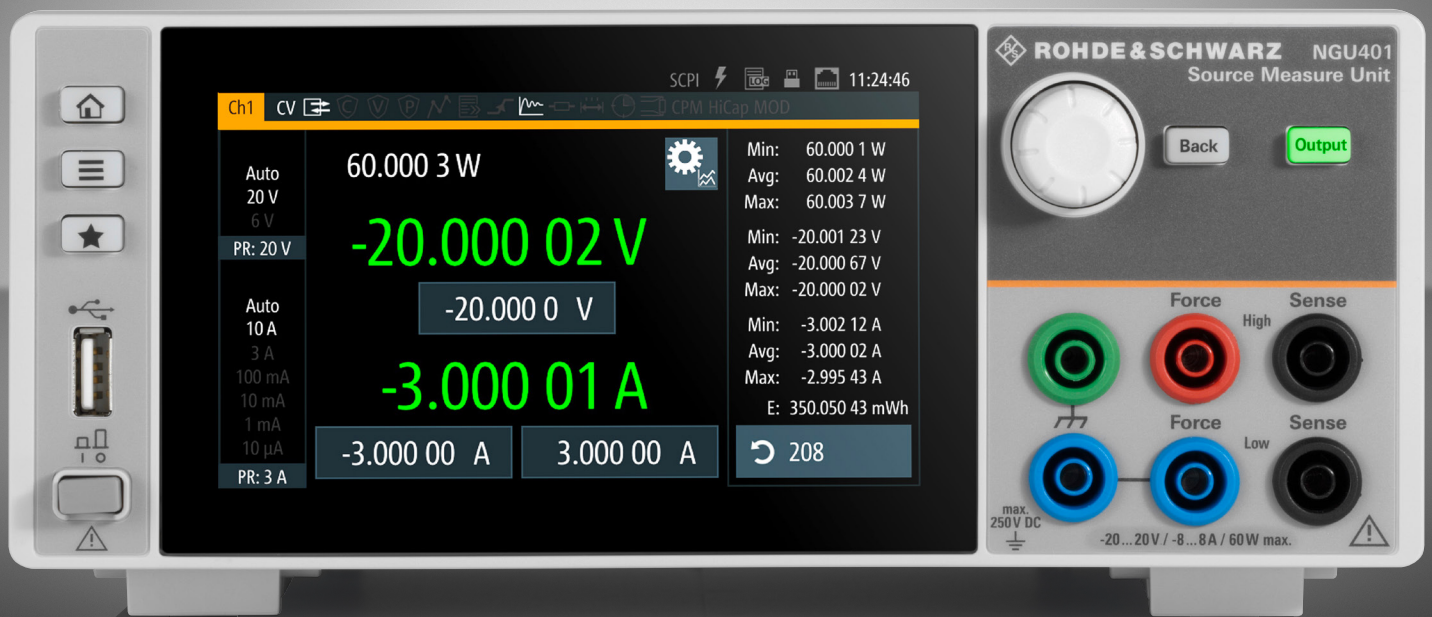 SCPI LOG 11:24:46
Ch1 CV C V P CPM HiCap MOD
Auto
20 V
6 V
PR: 20 V
Auto
10 A
3 A
100 mA
10 mA
1 mA
10 µA
PR: 3 A
60.000 3 W
-20.000 02 V
-20.000 0 V
-3.000 01 A
-3.000 00 A
3.000 00 A
Min: 60.000 1 W
Avg: 60.002 4 W
Max: 60.003 7 W
Min: -20.001 23 V
Avg: -20.000 67 V
Max: -20.000 02 V
Min: -3.002 12 A
Avg: -3.000 02 A
Max: -2.995 43 A
E: 350.050 43 mWh
208
R&S ROHDE&SCHWARZ NGU401
Source Measure Unit
Back
Output
Force Sense
High
Force Sense
Low
max.
250 V DC
-20...20V / -8...8A / 60W max.